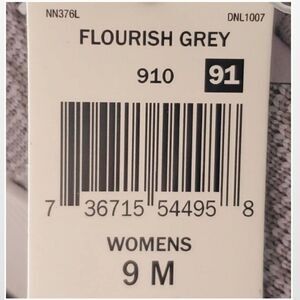 NN376L DNL1007
FLOURISH GREY
910 91
7 36715 54495 8
WOMENS
9 M